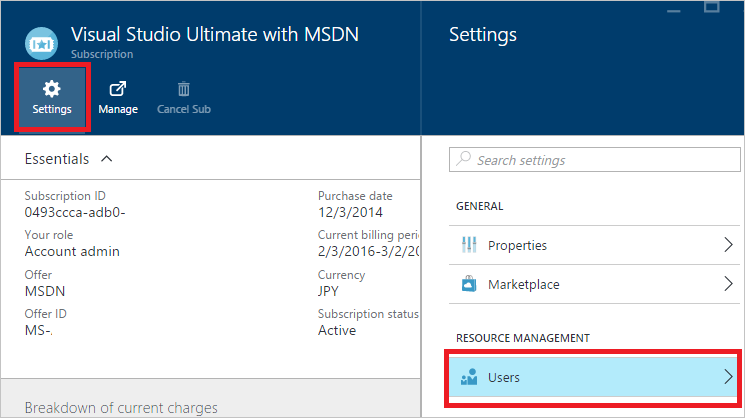 Visual Studio Ultimate with MSDN
Subscription
Settings
Manage
Cancel Sub
Essentials
Subscription ID
0493ccca-adb0-
Your role
Account admin
Offer
MSDN
Offer ID
MS-.
Purchase date
12/3/2014
Current billing peri
2/3/2016-3/2/20
Currency
JPY
Subscription status
Active
Breakdown of current charges
Settings
Search settings
GENERAL
Properties
Marketplace
RESOURCE MANAGEMENT
Users